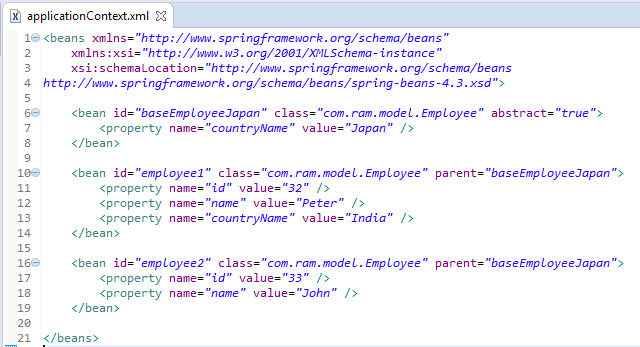 applicationContext.xml
1 <beans xmlns="http://www.springframework.org/schema/beans"
2     xmlns:xsi="http://www.w3.org/2001/XMLSchema-instance"
3     xsi:schemaLocation="http://www.springframework.org/schema/beans
4 http://www.springframework.org/schema/beans/spring-beans-4.3.xsd">
5
6     <bean id="baseEmployeeJapan" class="com.ram.model.Employee" abstract="true">
7         <property name="countryName" value="Japan" />
8     </bean>
9
10     <bean id="employee1" class="com.ram.model.Employee" parent="baseEmployeeJapan">
11         <property name="id" value="32" />
12         <property name="name" value="Peter" />
13         <property name="countryName" value="India" />
14     </bean>
15
16     <bean id="employee2" class="com.ram.model.Employee" parent="baseEmployeeJapan">
17         <property name="id" value="33" />
18         <property name="name" value="John" />
19     </bean>
20
21 </beans>